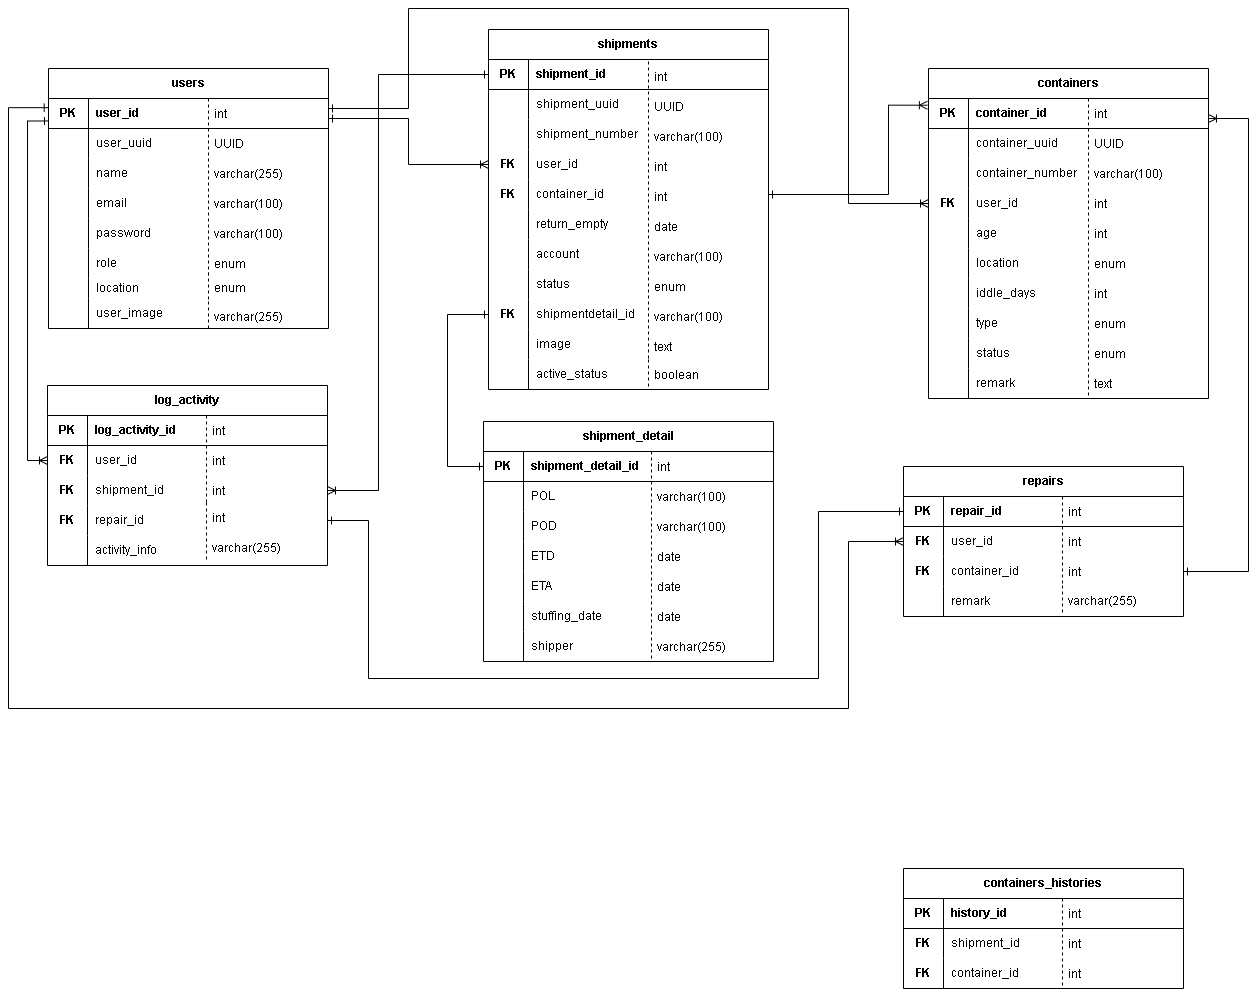 users
PK user_id int
user_uuid UUID
name varchar(255)
email varchar(100)
password varchar(100)
role enum
location enum
user_image varchar(255)
shipments
PK shipment_id int
shipment_uuid UUID
shipment_number varchar(100)
FK user_id int
FK container_id int
return_empty date
account varchar(100)
status enum
FK shipmentdetail_id varchar(100)
image text
active_status boolean
containers
PK container_id int
container_uuid UUID
container_number varchar(100)
FK user_id int
age int
location enum
iddle_days int
type enum
status enum
remark text
log_activity
PK log_activity_id int
FK user_id int
FK shipment_id int
FK repair_id int
activity_info varchar(255)
shipment_detail
PK shipment_detail_id int
POL varchar(100)
POD varchar(100)
ETD date
ETA date
stuffing_date date
shipper varchar(255)
repairs
PK repair_id int
FK user_id int
FK container_id int
remark varchar(255)
containers_histories
PK history_id int
FK shipment_id int
FK container_id int